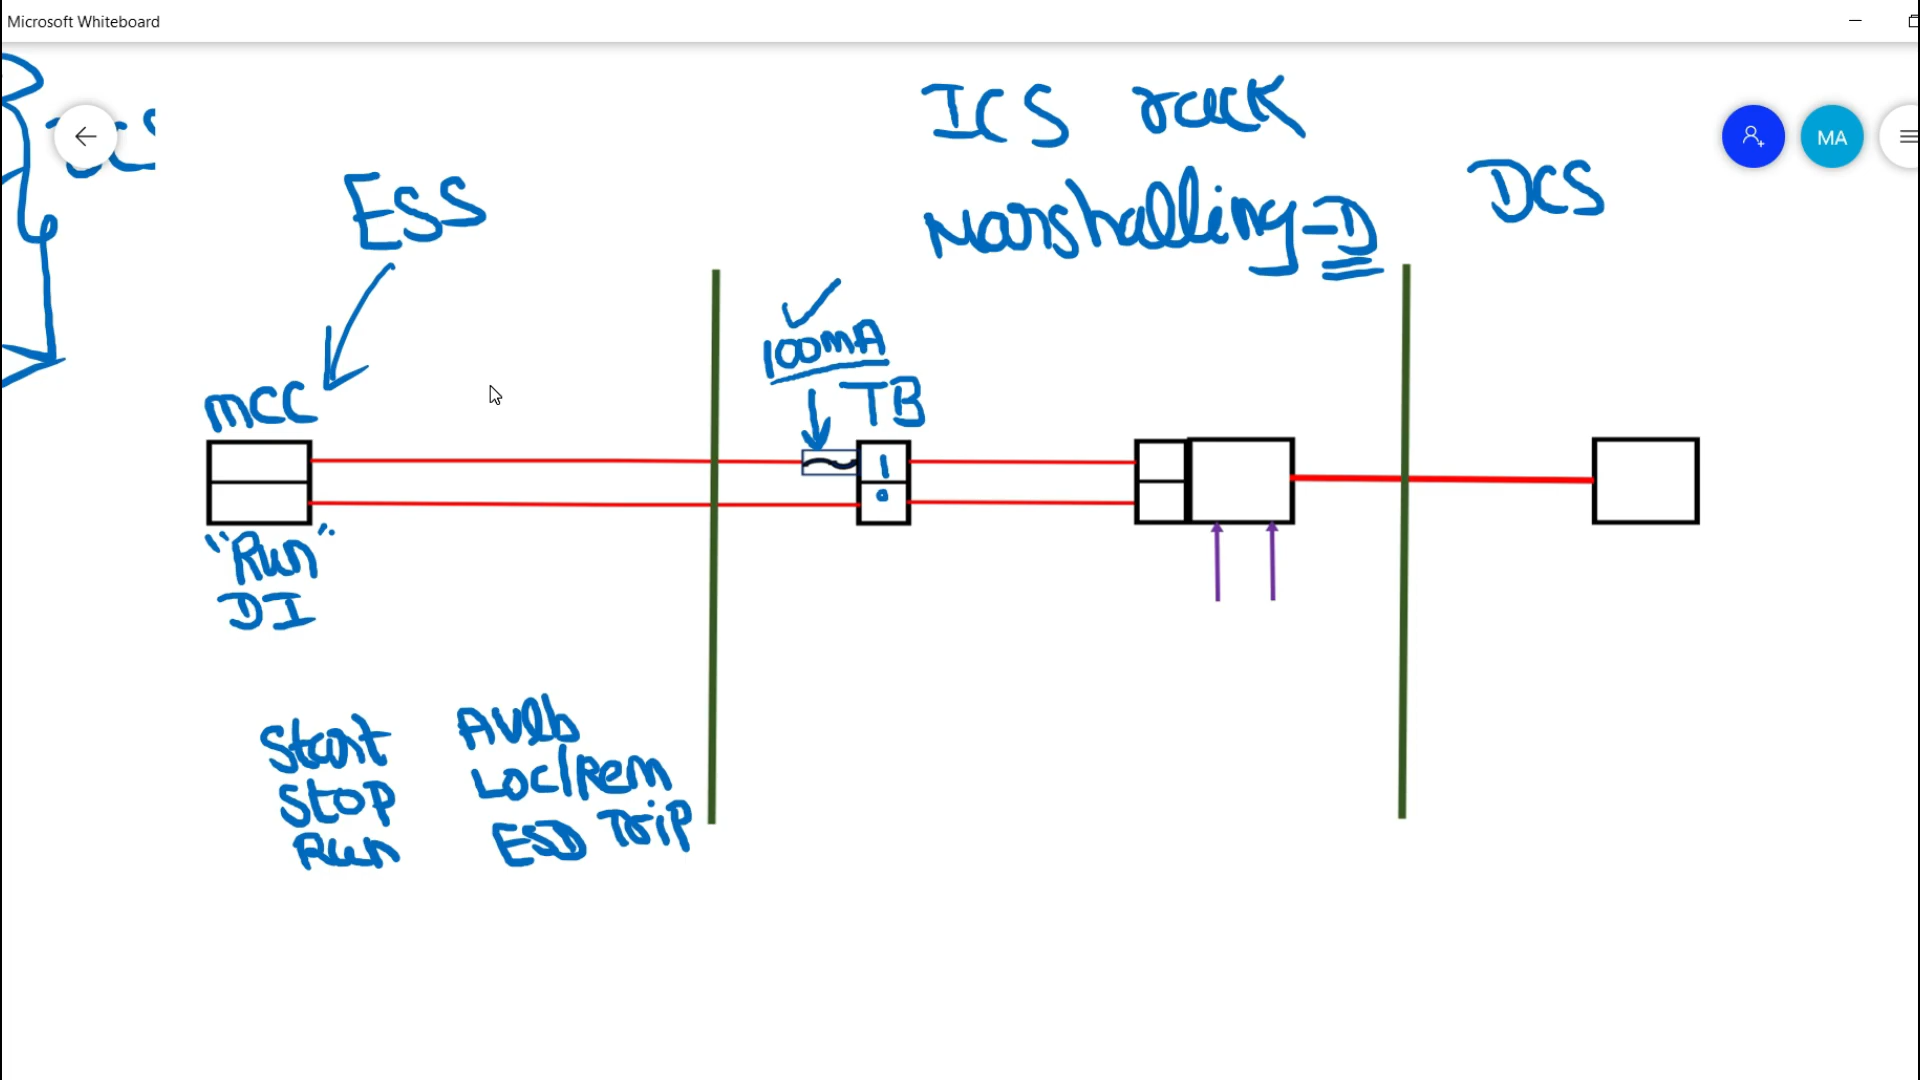 Microsoft Whiteboard
ICS rack
MA
ESS
Marshalling-D
DCS
100mA
TB
MCC
1
"Run"
DI
Start
Stop
Run
Avlb
Loc/Rem
ESD Trip